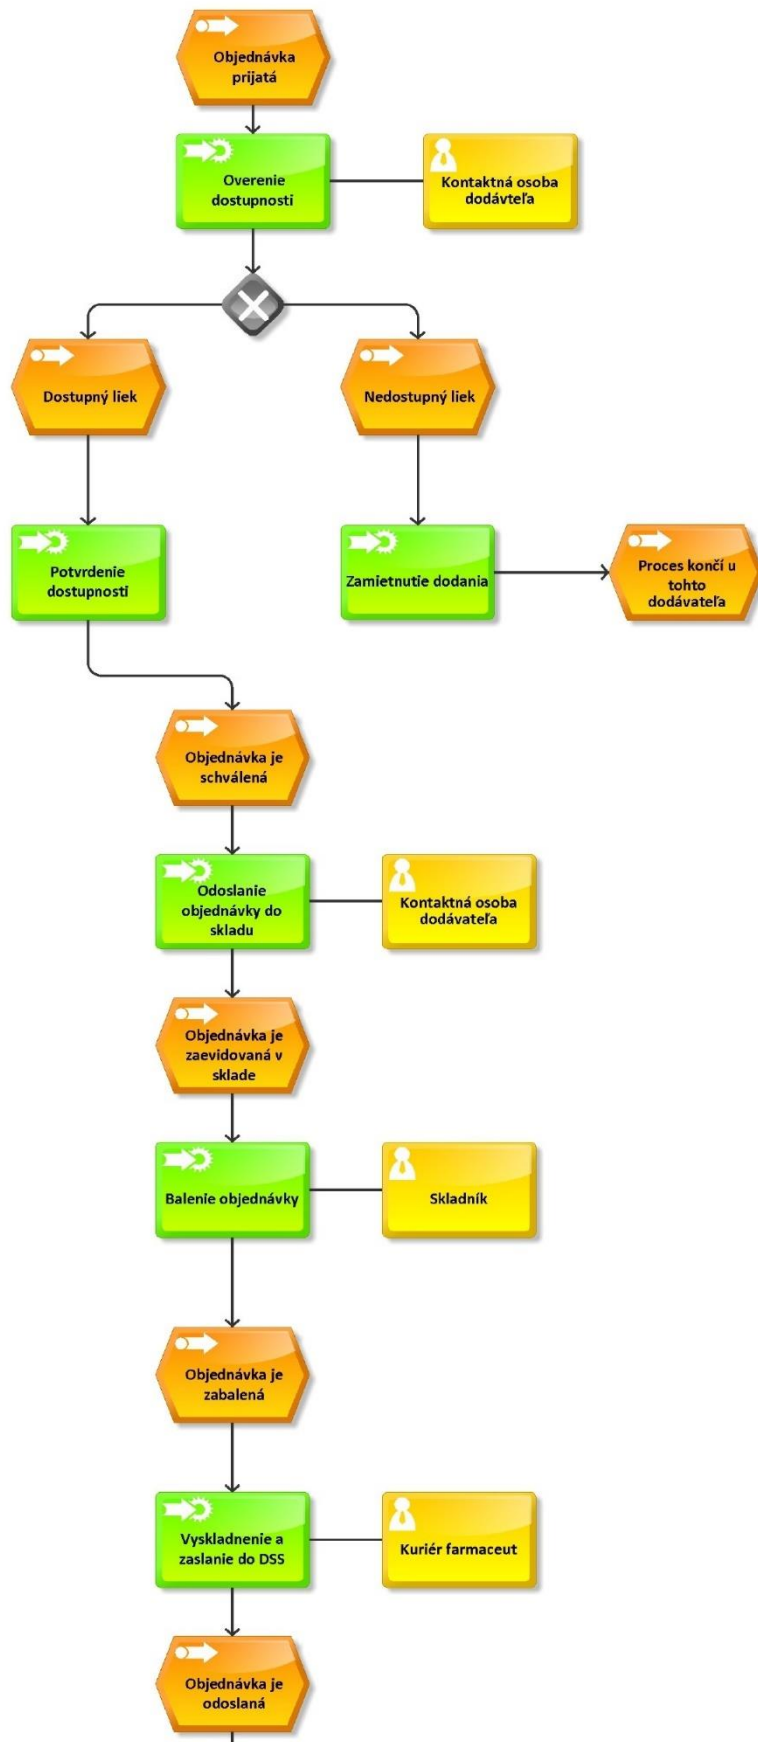 Objednávka
prijatá
Overenie
dostupnosti
Kontaktná osoba
dodávteľa
Dostupný liek
Nedostupný liek
Potvrdenie
dostupnosti
Zamietnutie dodania
Proces končí u
tohto
dodávateľa
Objednávka je
schválená
Odoslanie
objednávky do
skladu
Kontaktná osoba
dodávateľa
Objednávka je
zaevidovaná v
sklade
Balenie objednávky
Skladník
Objednávka je
zabalená
Vyskladnenie a
zaslanie do DSS
Kuriér farmaceut
Objednávka je
odoslaná